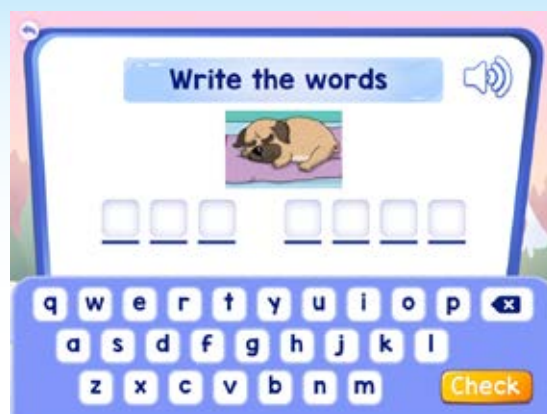 Write the words
q w e r t y u i o p
a s d f g h j k l
z x c v b n m Check